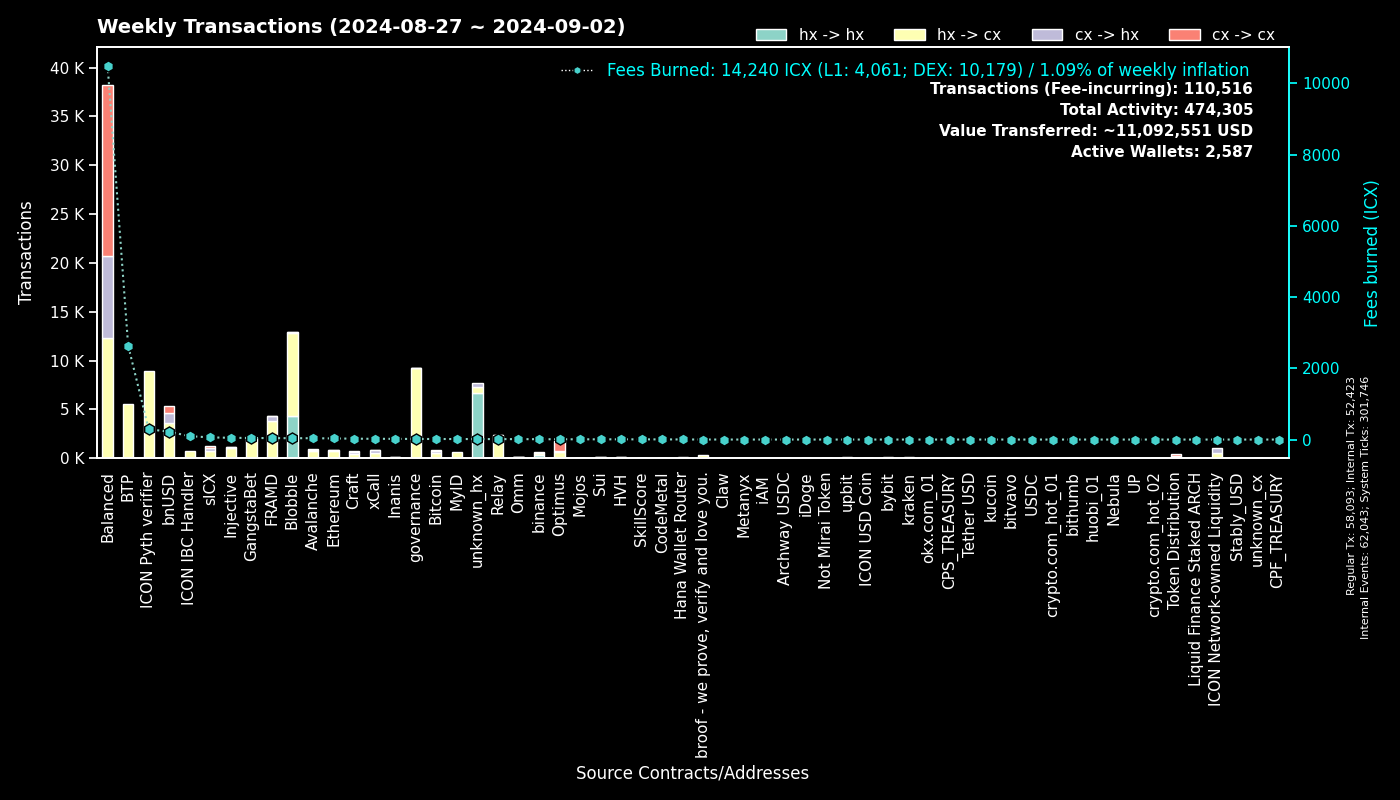 Weekly Transactions (2024-08-27 ~ 2024-09-02)
hx -> hx
hx -> cx
cx -> hx
cx -> cx
Fees Burned: 14,240 ICX (L1: 4,061; DEX: 10,179) / 1.09% of weekly inflation
Transactions (Fee-incurring): 110,516
Total Activity: 474,305
Value Transferred: ~11,092,551 USD
Active Wallets: 2,587
Transactions
40 K
35 K
30 K
25 K
20 K
15 K
10 K
5 K
0 K
10000
8000
6000
4000
2000
0
Fees burned (ICX)
Regular Tx: 58,093; Internal Tx: 52,423
Internal Events: 62,043; System Ticks: 301,746
Balanced
BTP
ICON Pyth verifier
bnUSD
ICON IBC Handler
sICX
Injective
GangstaBet
FRAMD
Blobble
Avalanche
Ethereum
Craft
xCall
Inanis
governance
Bitcoin
MyID
unknown_hx
Relay
Omm
binance
Optimus
Mojos
Sui
HVH
SkillScore
CodeMetal
Hana Wallet Router
broof - we prove, verify and love you.
Claw
Metanyx
iAM
Archway USDC
iDoge
Not Mirai Token
upbit
ICON USD Coin
bybit
kraken
okx.com_01
CPS_TREASURY
Tether USD
kucoin
bitvavo
USDC
crypto.com_hot_01
bithumb
huobi_01
Nebula
UP
crypto.com_hot_02
Token Distribution
Liquid Finance Staked ARCH
ICON Network-owned Liquidity
Stably_USD
unknown_cx
CPF_TREASURY
Source Contracts/Addresses